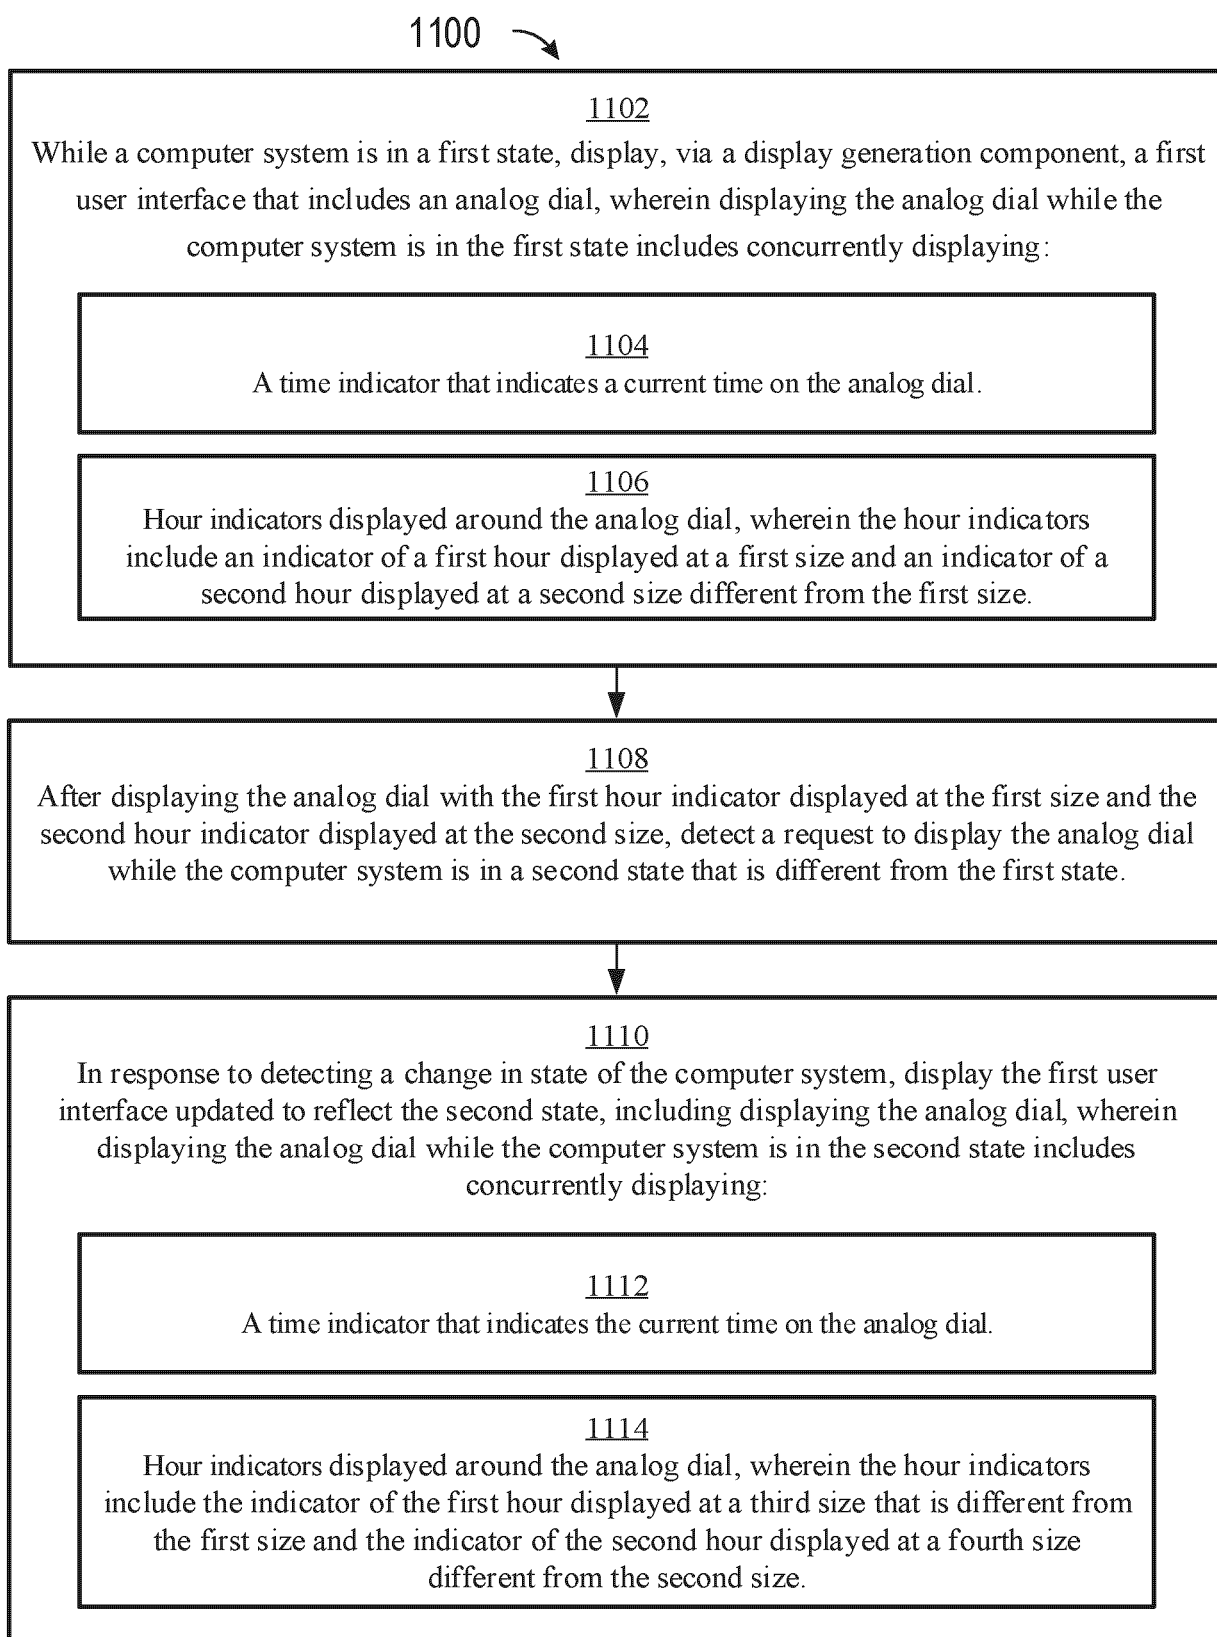 1100
1102
While a computer system is in a first state, display, via a display generation component, a first
user interface that includes an analog dial, wherein displaying the analog dial while the
computer system is in the first state includes concurrently displaying:
1104
A time indicator that indicates a current time on the analog dial.
1106
Hour indicators displayed around the analog dial, wherein the hour indicators
include an indicator of a first hour displayed at a first size and an indicator of a
second hour displayed at a second size different from the first size.
1108
After displaying the analog dial with the first hour indicator displayed at the first size and the
second hour indicator displayed at the second size, detect a request to display the analog dial
while the computer system is in a second state that is different from the first state.
1110
In response to detecting a change in state of the computer system, display the first user
interface updated to reflect the second state, including displaying the analog dial, wherein
displaying the analog dial while the computer system is in the second state includes
concurrently displaying:
1112
A time indicator that indicates the current time on the analog dial.
1114
Hour indicators displayed around the analog dial, wherein the hour indicators
include the indicator of the first hour displayed at a third size that is different from
the first size and the indicator of the second hour displayed at a fourth size
different from the second size.